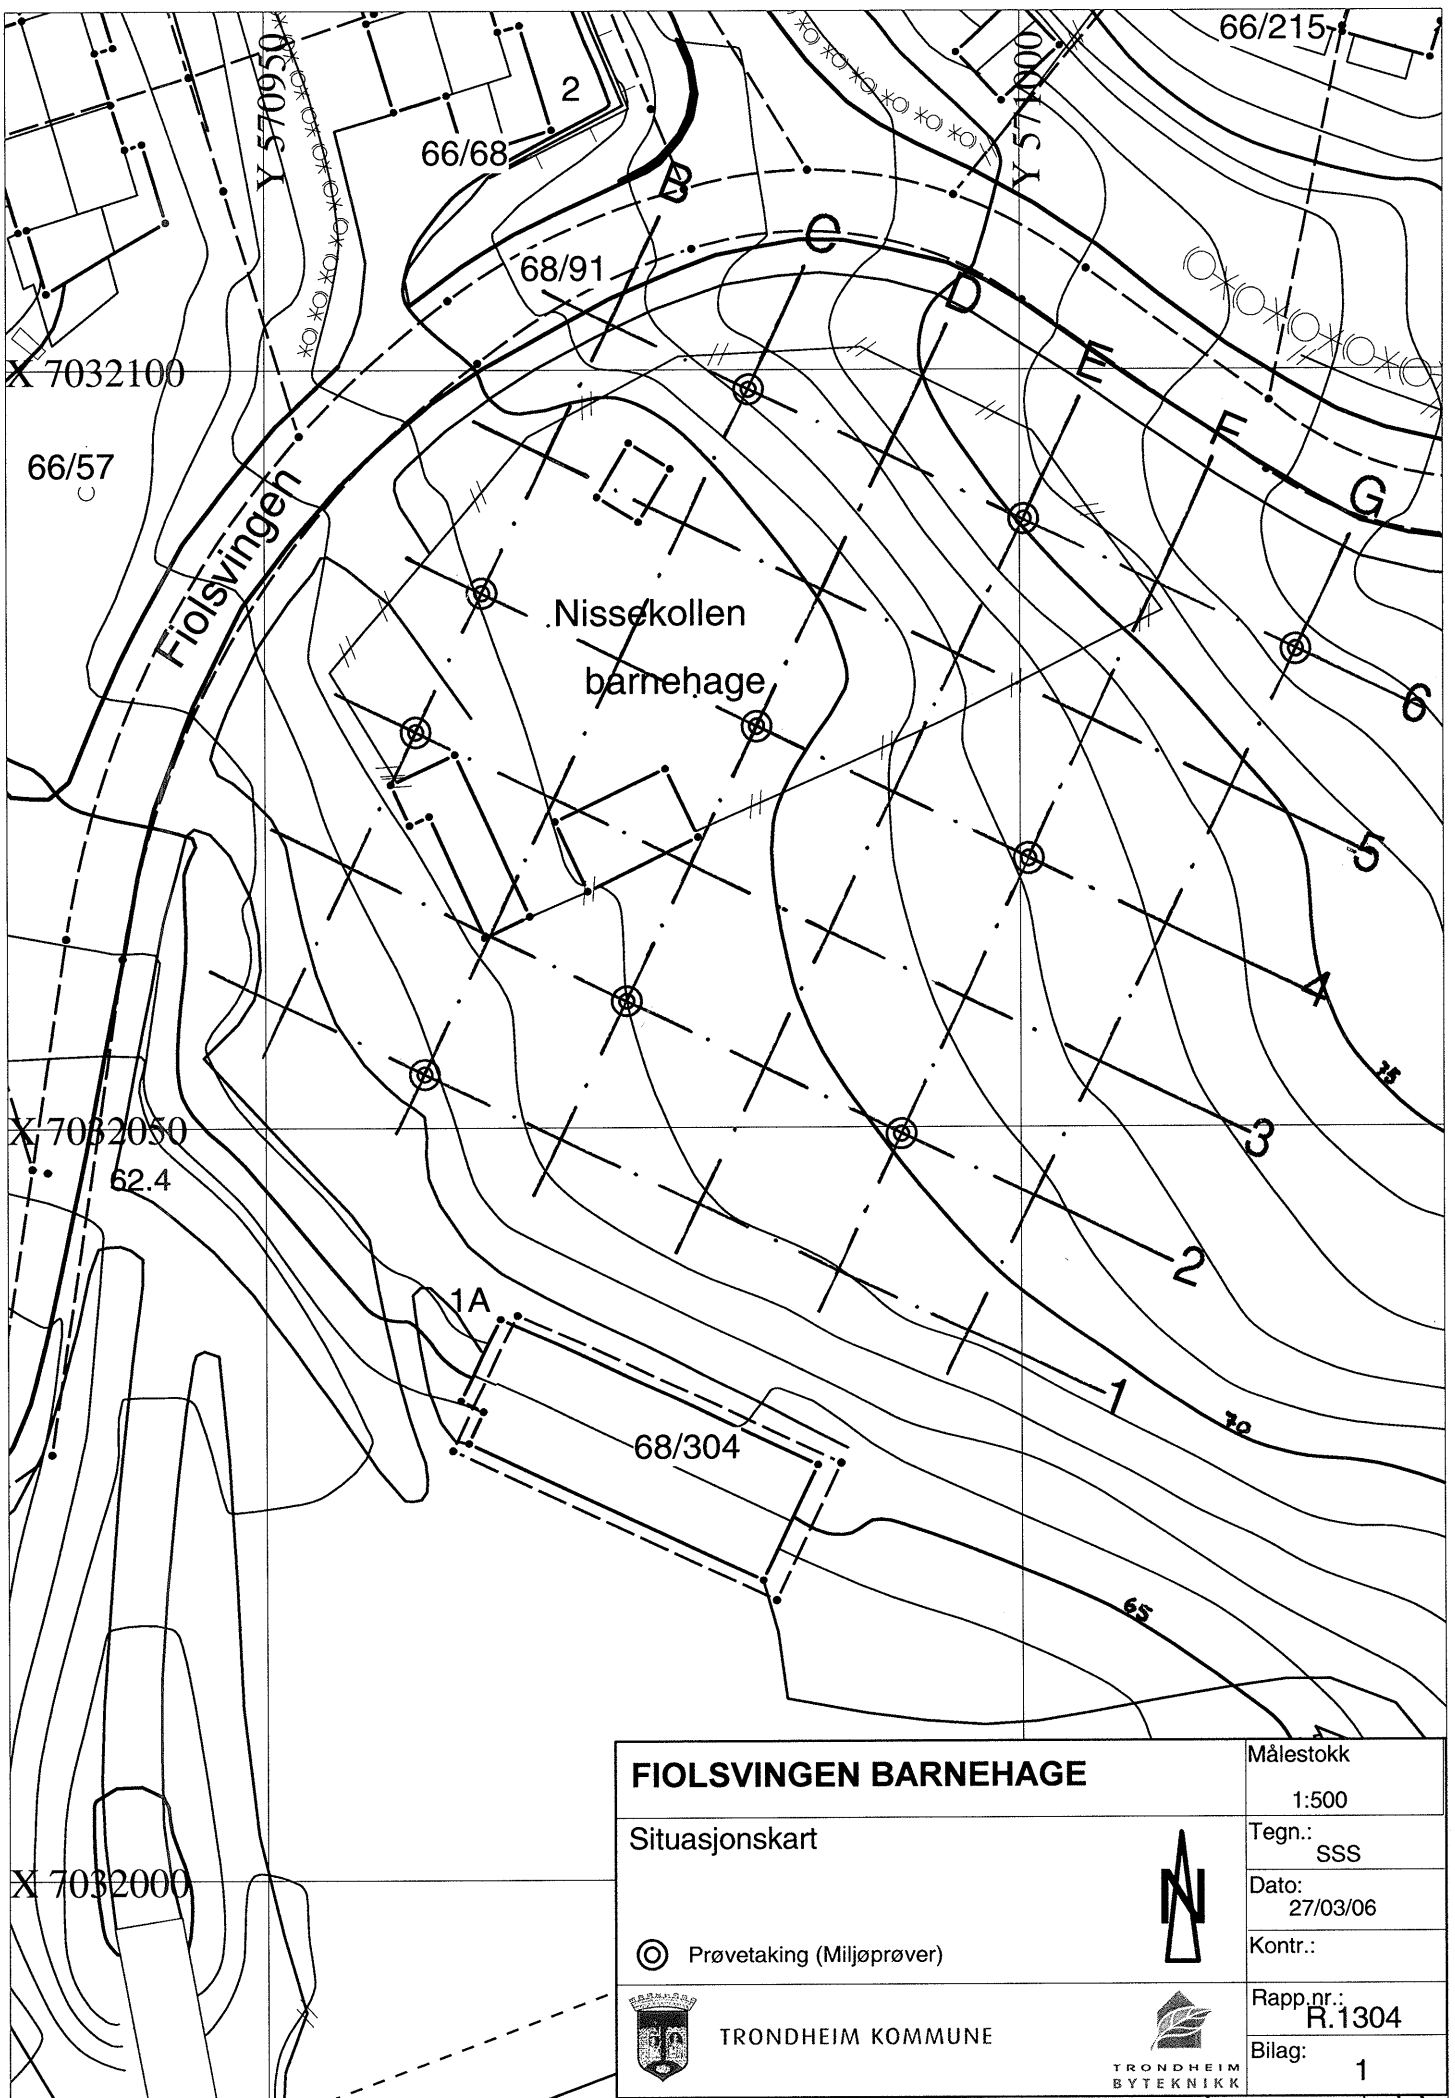 66/215
Y 570950
Y 571000
2
66/68
B
C
68/91
D
E
X 7032100
F
66/57
G
Fiolsvingen
Nissekollen
barnehage
6
5
4
75
X 7032050
3
62.4
2
1A
1
70
68/304
65
FIOLSVINGEN BARNEHAGE
Målestokk
1:500
Situasjonskart
Tegn.:
SSS
X 7032000
N
Dato:
27/03/06
Prøvetaking (Miljøprøver)
Kontr.:
Rapp.nr.:
R.1304
TRONDHEIM KOMMUNE
TRONDHEIM
BYTEKNIKK
Bilag:
1